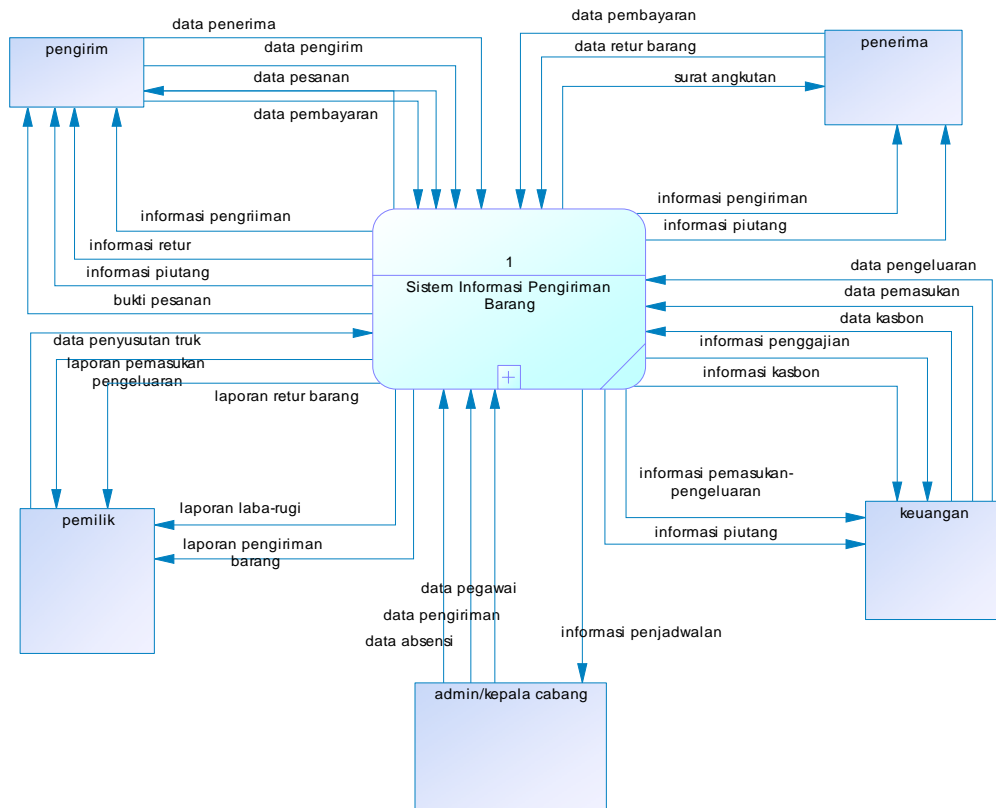 data penerima
pengirim
data pengirim
data pesanan
data pembayaran
data pembayaran
data retur barang
penerima
surat angkutan
informasi pengriiman
informasi retur
informasi piutang
bukti pesanan
informasi pengiriman
informasi piutang
1
Sistem Informasi Pengiriman
Barang
data pengeluaran
data pemasukan
data kasbon
informasi penggajian
informasi kasbon
data penyusutan truk
laporan pemasukan
pengeluaran
laporan retur barang
informasi pemasukan-
pengeluaran
informasi piutang
keuangan
pemilik
laporan laba-rugi
laporan pengiriman
barang
data pegawai
data pengiriman
data absensi
informasi penjadwalan
admin/kepala cabang